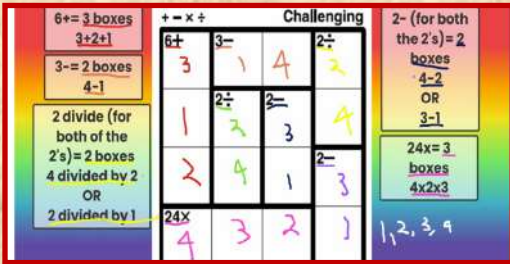 6+= 3 boxes
3+2+1
3-= 2 boxes
4-1
2 divide (for
both of the
2's)= 2 boxes
4 divided by 2
OR
2 divided by 1
+ − × ÷ Challenging
6+ 3− 2÷
3 1 4 2
2÷ 2−
1 2 3 4
2−
2 4 1 3
24×
4 3 2 1
2- (for both
the 2's)= 2
boxes
4-2
OR
3-1
24x= 3
boxes
4x2x3
1, 2, 3, 4